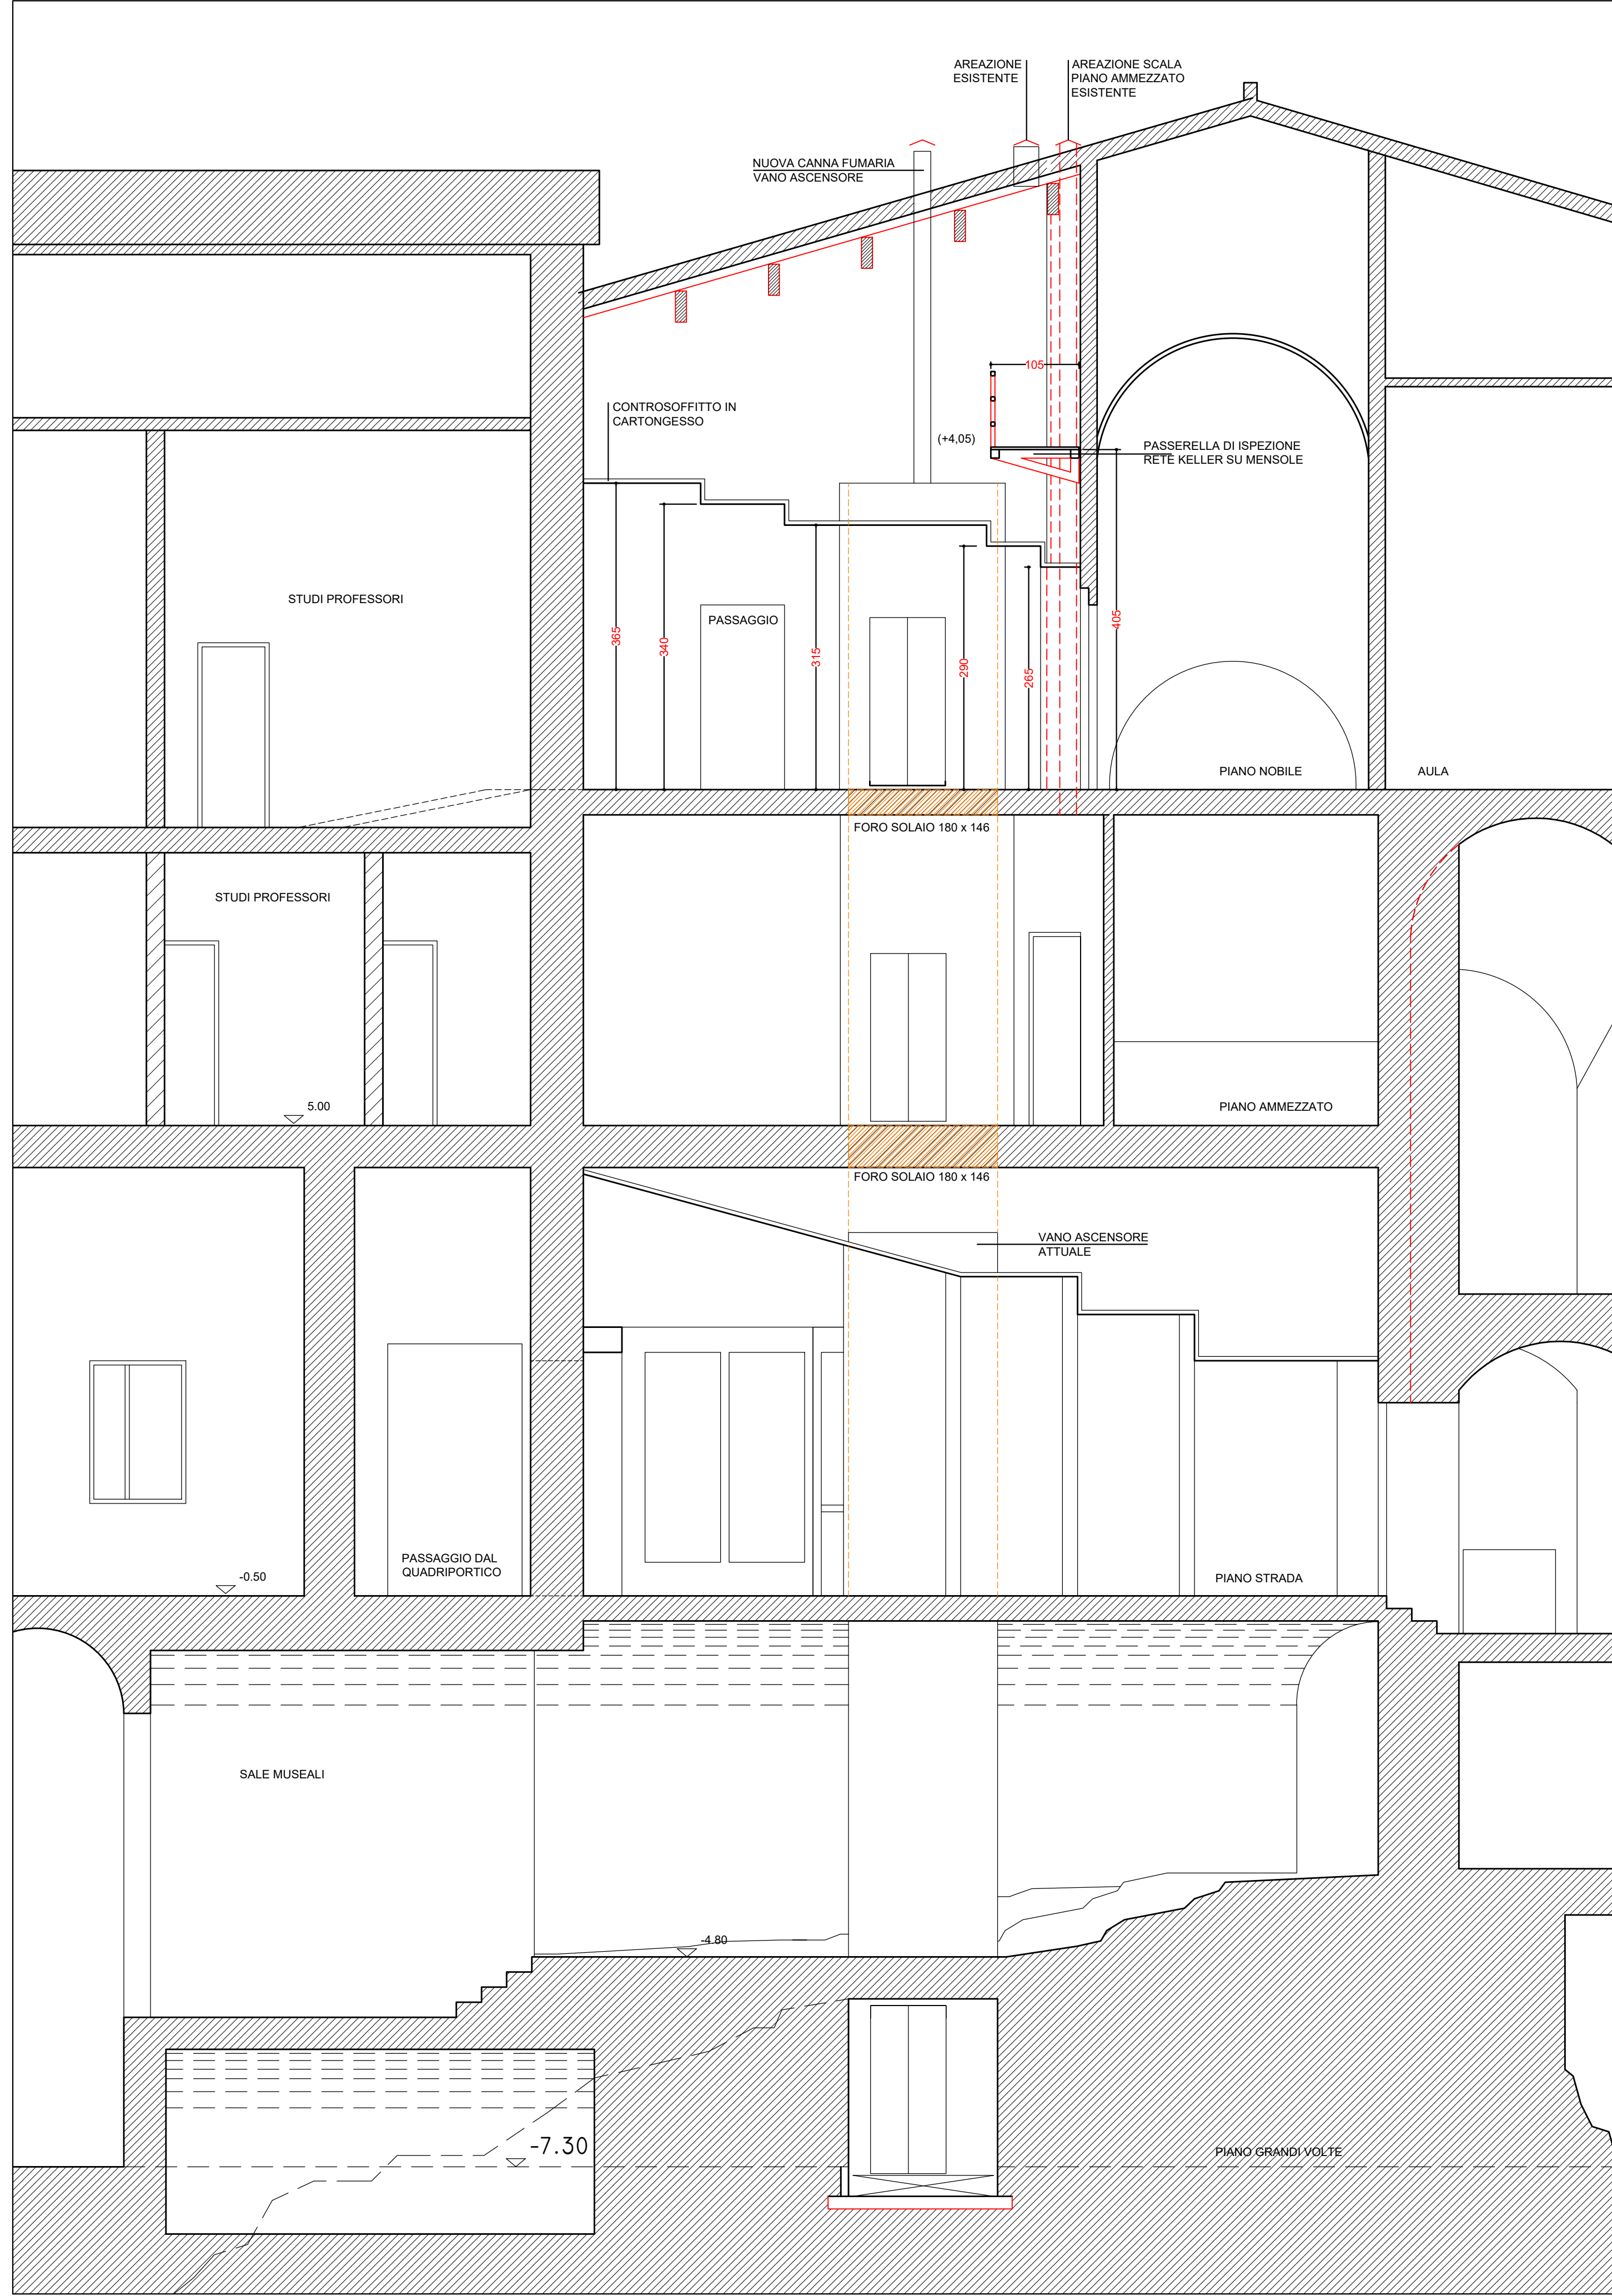 AREAZIONE
ESISTENTE
AREAZIONE SCALA
PIANO AMMEZZATO
ESISTENTE
NUOVA CANNA FUMARIA
VANO ASCENSORE
105
CONTROSOFFITTO IN
CARTONGESSO
(+4,05)
PASSERELLA DI ISPEZIONE
RETE KELLER SU MENSOLE
STUDI PROFESSORI
PASSAGGIO
365
340
315
290
265
405
PIANO NOBILE
AULA
FORO SOLAIO 180 x 146
STUDI PROFESSORI
5.00
PIANO AMMEZZATO
FORO SOLAIO 180 x 146
VANO ASCENSORE
ATTUALE
PASSAGGIO DAL
QUADRIPORTICO
-0.50
PIANO STRADA
SALE MUSEALI
-4.80
-7.30
PIANO GRANDI VOLTE